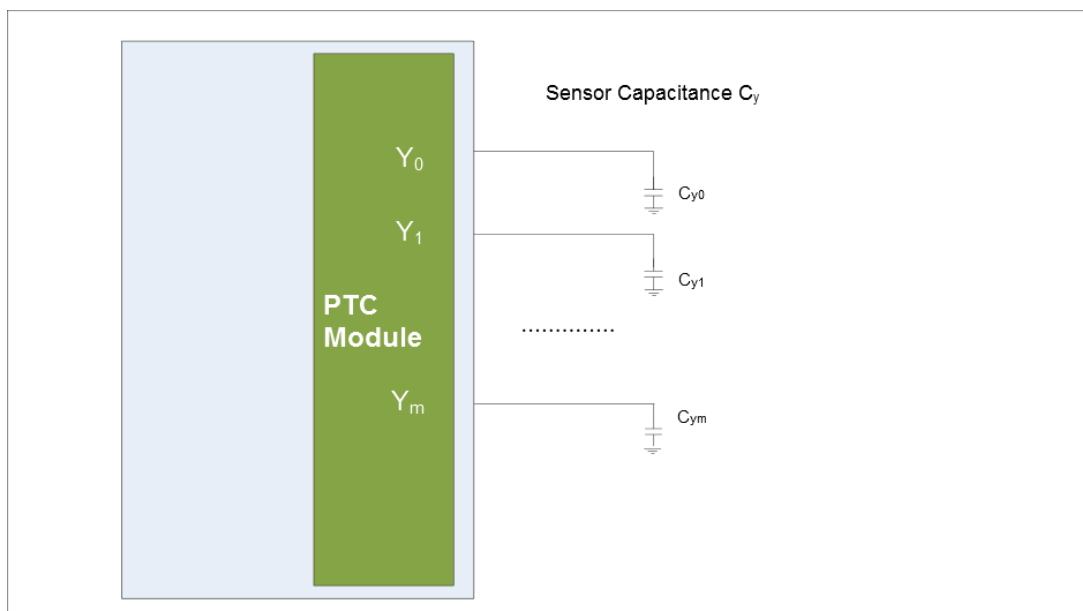 Sensor Capacitance Cy
Y0
Cy0
Y1
Cy1
PTC
Module
..............
Ym
Cym